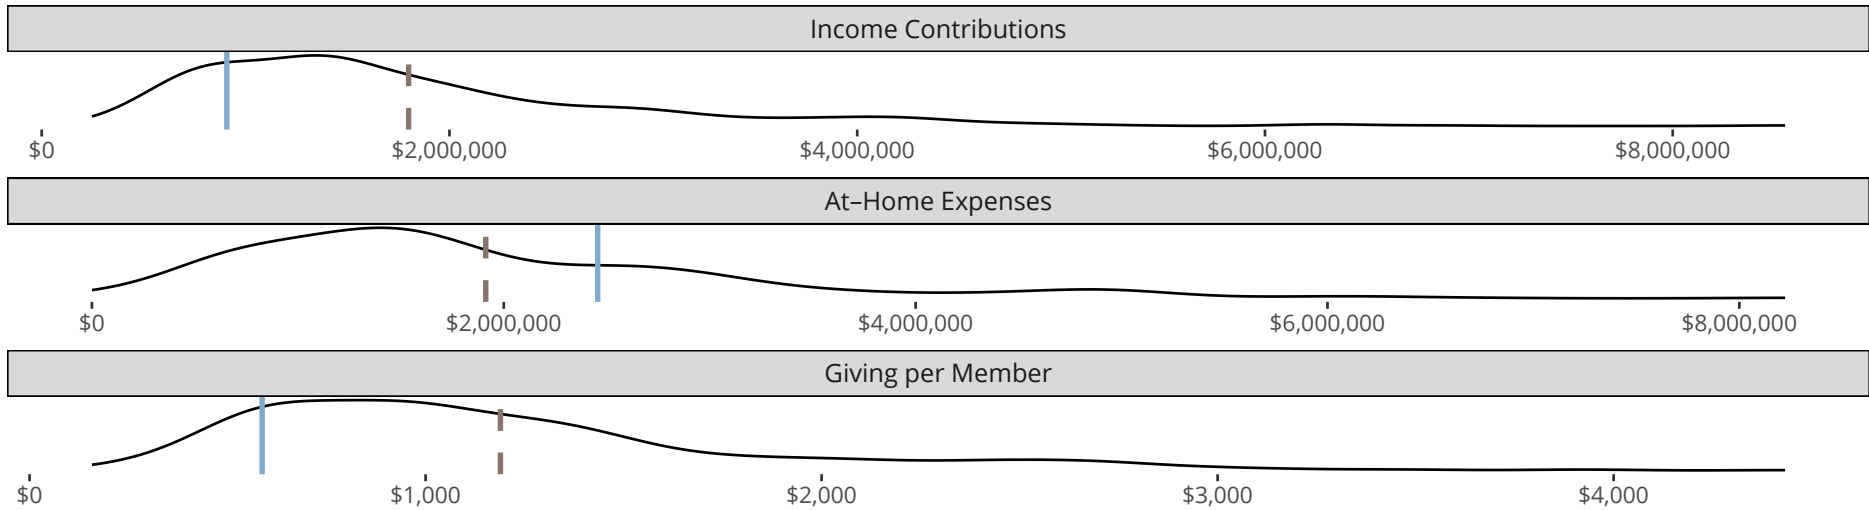 Income Contributions
$0 $2,000,000 $4,000,000 $6,000,000 $8,000,000
At–Home Expenses
$0 $2,000,000 $4,000,000 $6,000,000 $8,000,000
Giving per Member
$0 $1,000 $2,000 $3,000 $4,000